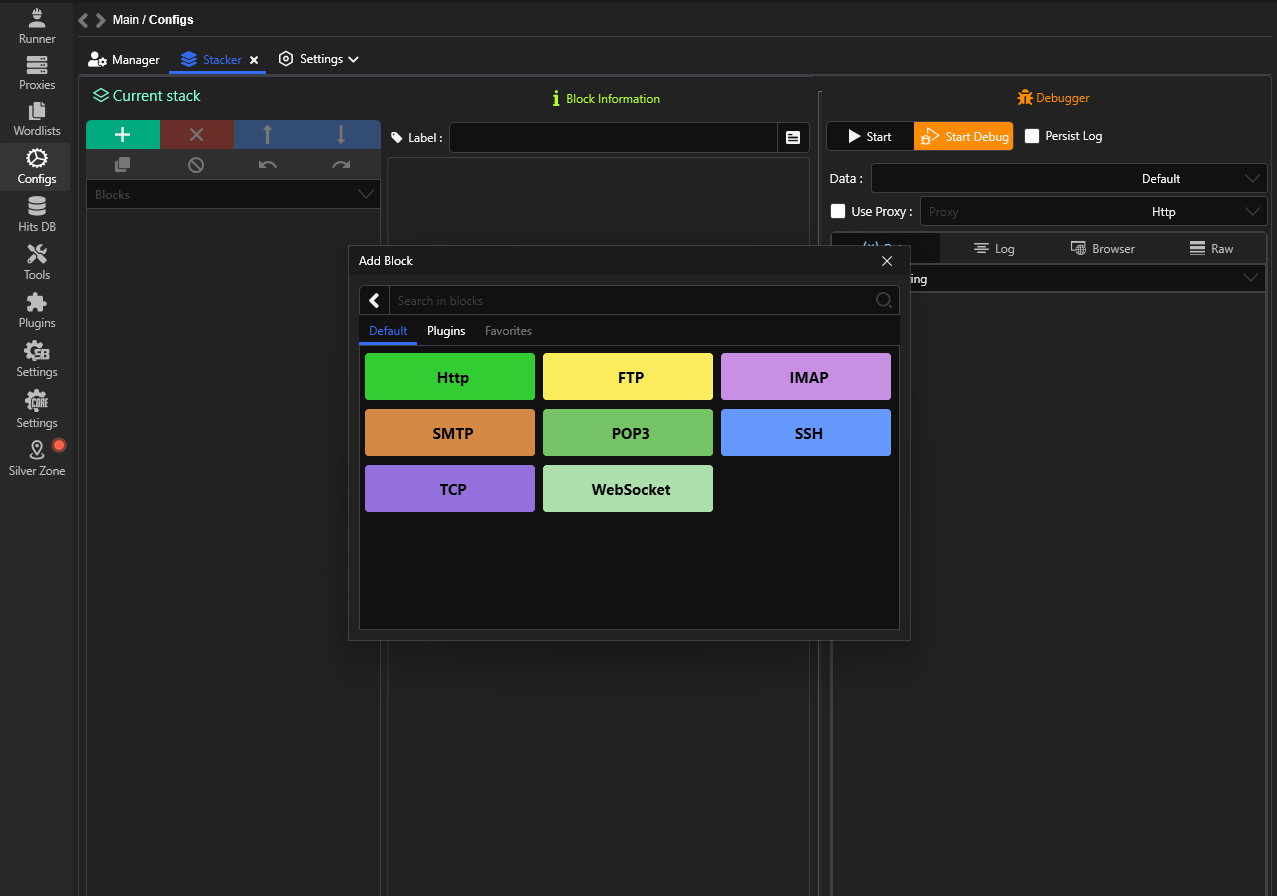 Runner
Proxies
Wordlists
Configs
Hits DB
Tools
Plugins
SB
Settings
CORE
Settings
Silver Zone
Main / Configs
Manager
Stacker
Settings
Current stack
Blocks
Block Information
Label :
Debugger
Start
Start Debug
Persist Log
Data :
Default
Use Proxy :
Proxy
Http
Log
Browser
Raw
ing
Add Block
Search in blocks
Default
Plugins
Favorites
Http
FTP
IMAP
SMTP
POP3
SSH
TCP
WebSocket